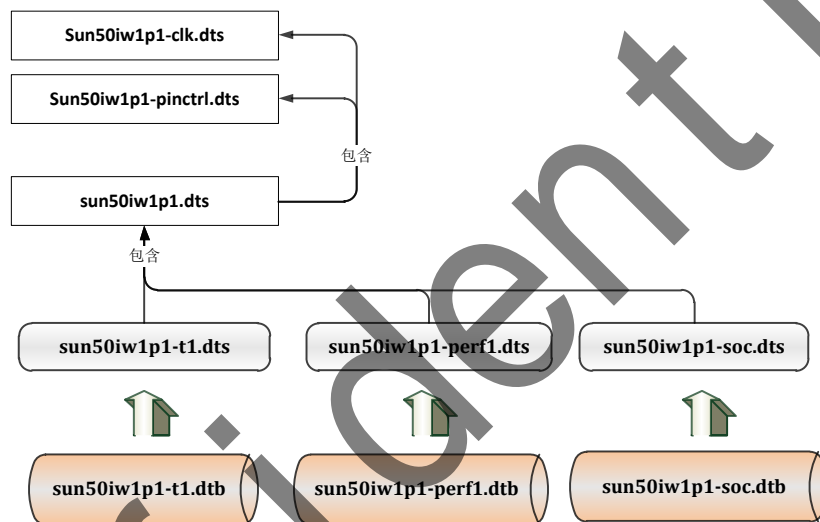 Sun50iw1p1-clk.dts
Sun50iw1p1-pinctrl.dts
包含
sun50iw1p1.dts
包含
sun50iw1p1-t1.dts
sun50iw1p1-perf1.dts
sun50iw1p1-soc.dts
sun50iw1p1-t1.dtb
sun50iw1p1-perf1.dtb
sun50iw1p1-soc.dtb
ident